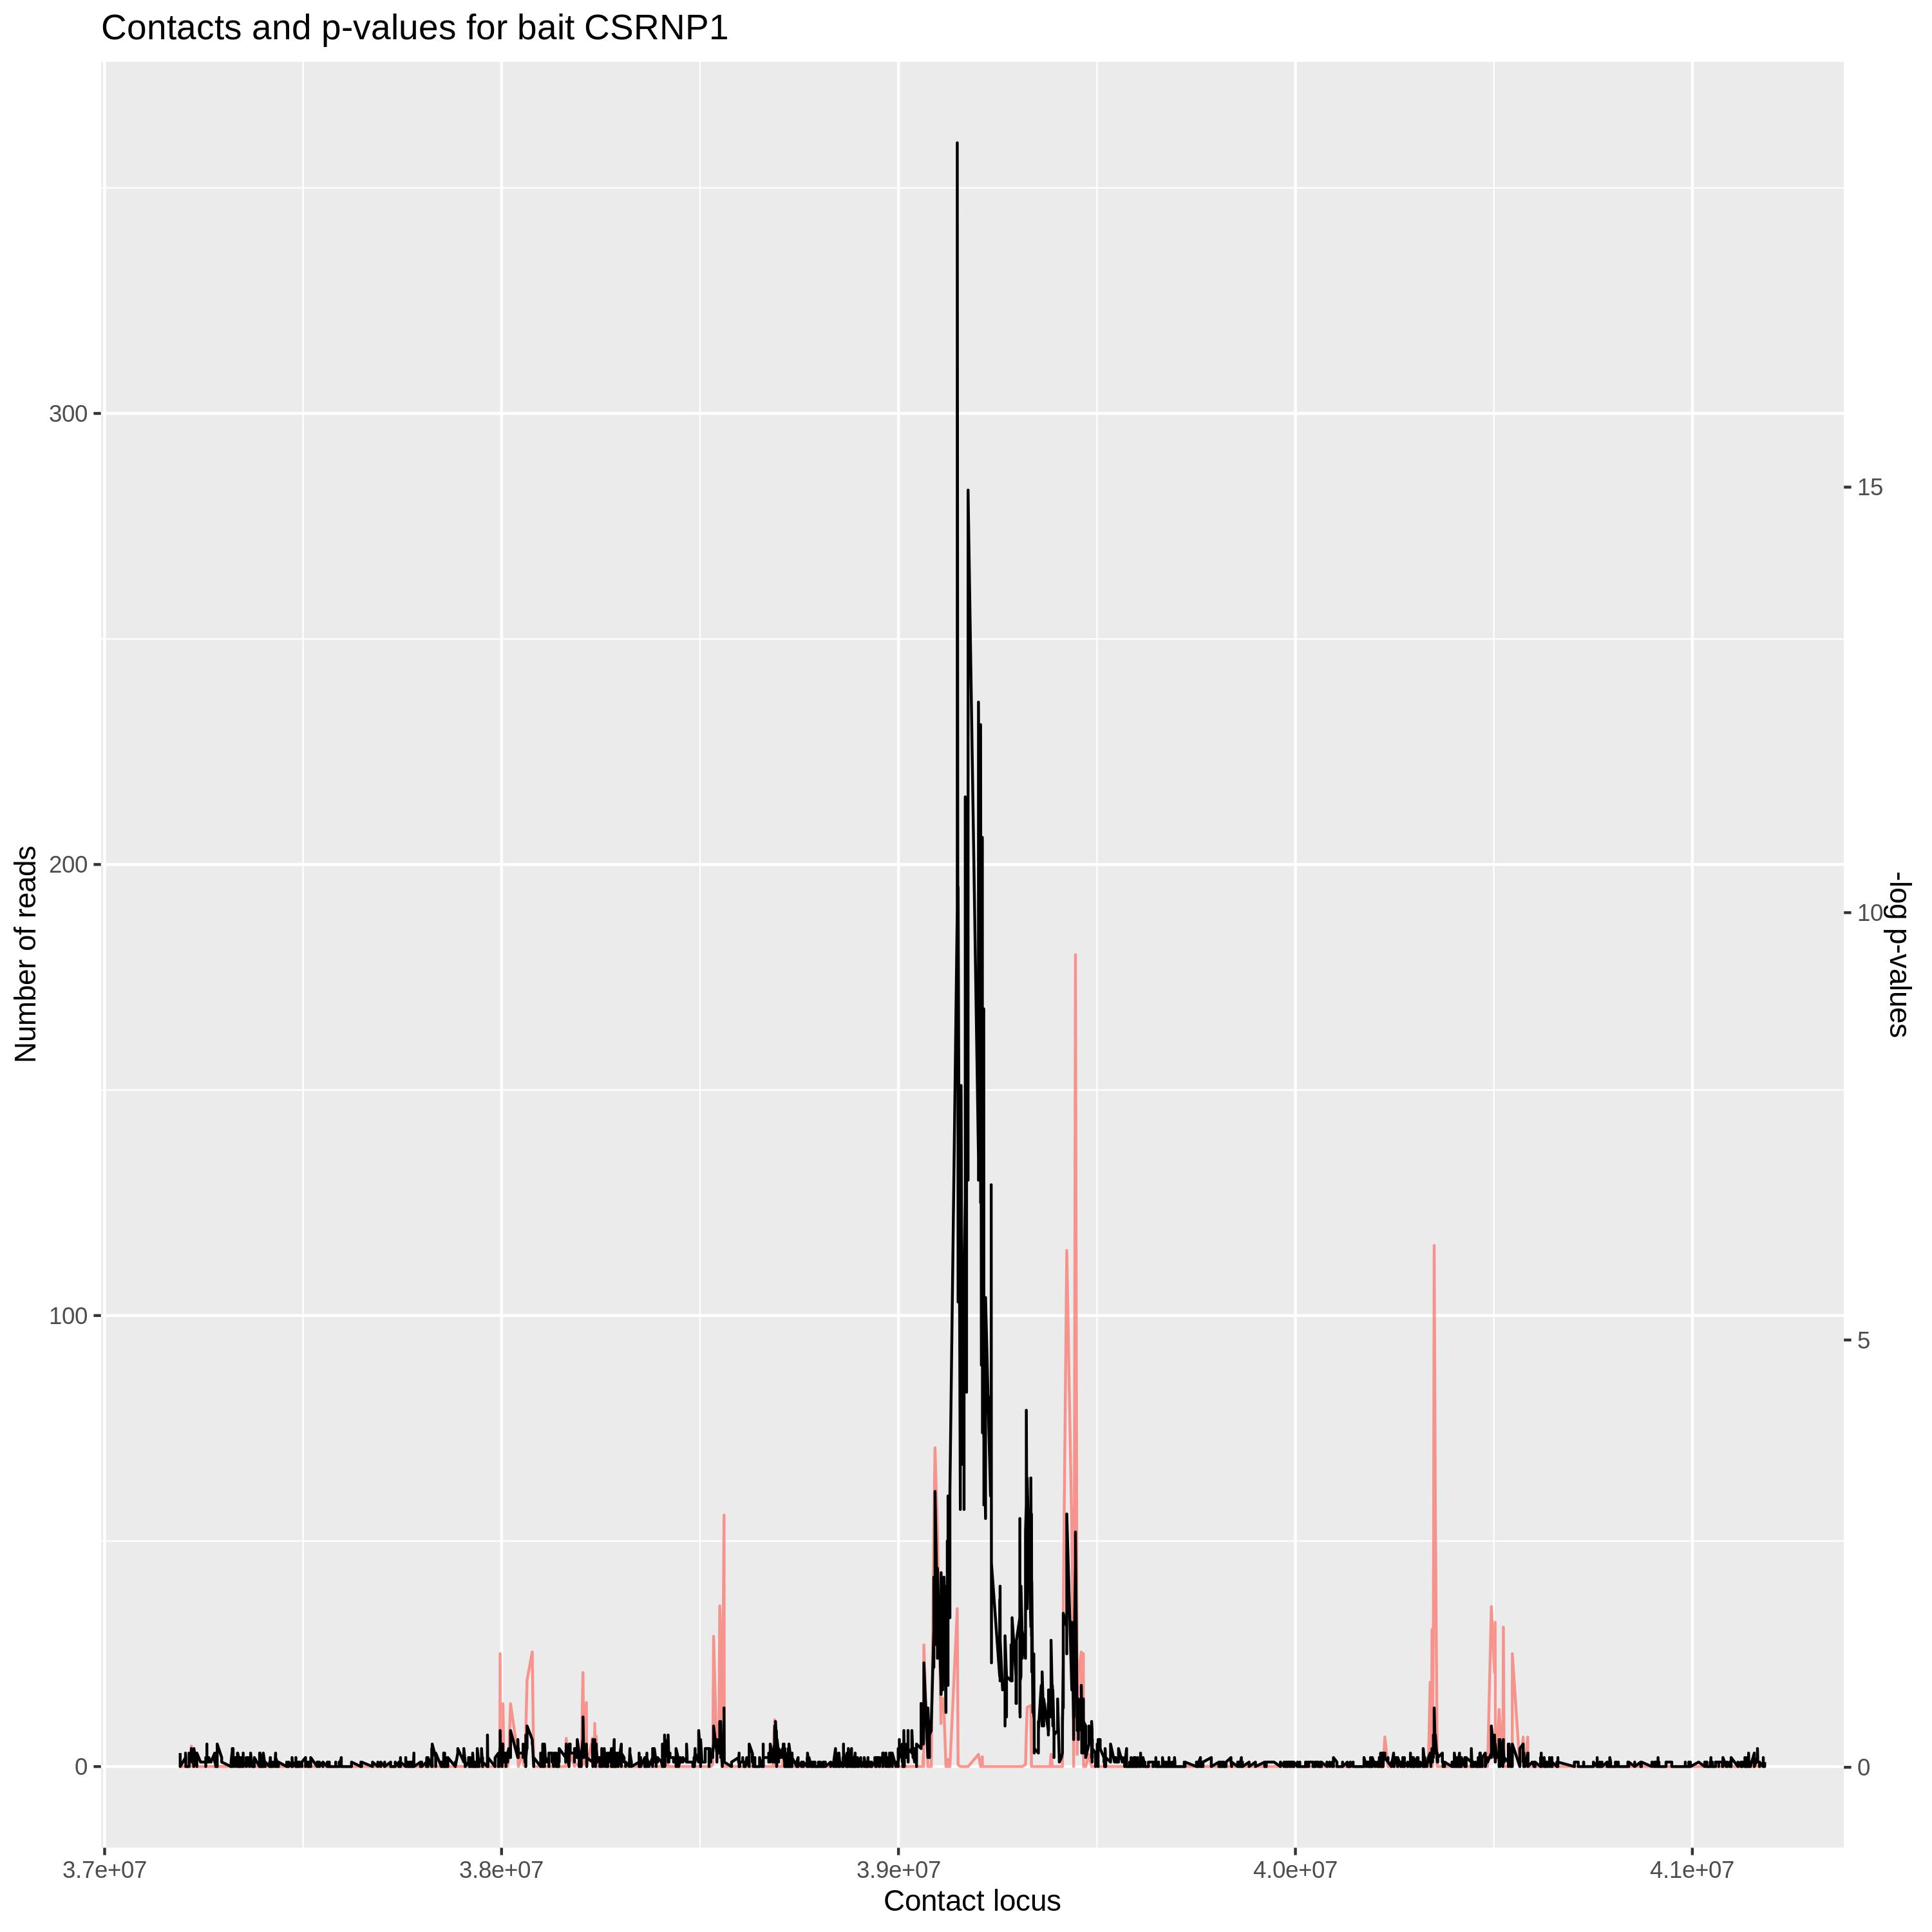 Contacts and p-values for bait CSRNP1
Number of reads
300
200
100
0
15
10
5
0
-log p-values
3.7e+07
3.8e+07
3.9e+07
4.0e+07
4.1e+07
Contact locus